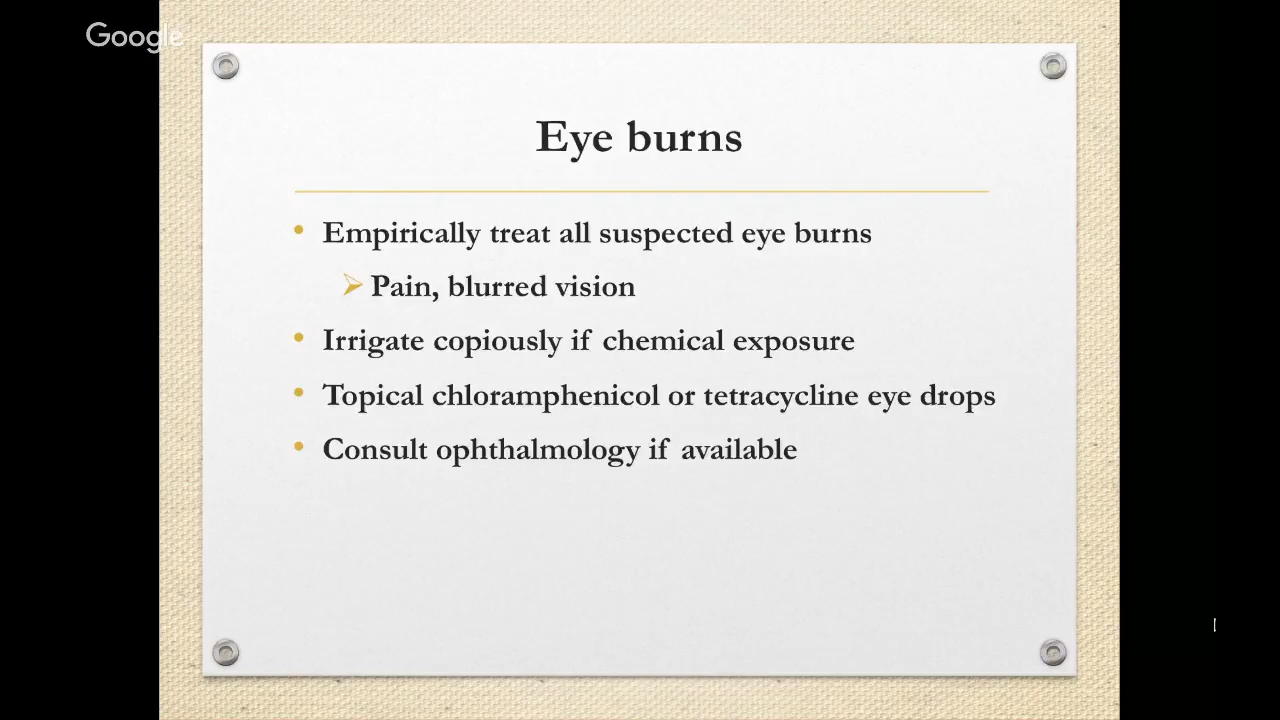 Google
Eye burns
Empirically treat all suspected eye burns
Pain, blurred vision
Irrigate copiously if chemical exposure
Topical chloramphenicol or tetracycline eye drops
Consult ophthalmology if available